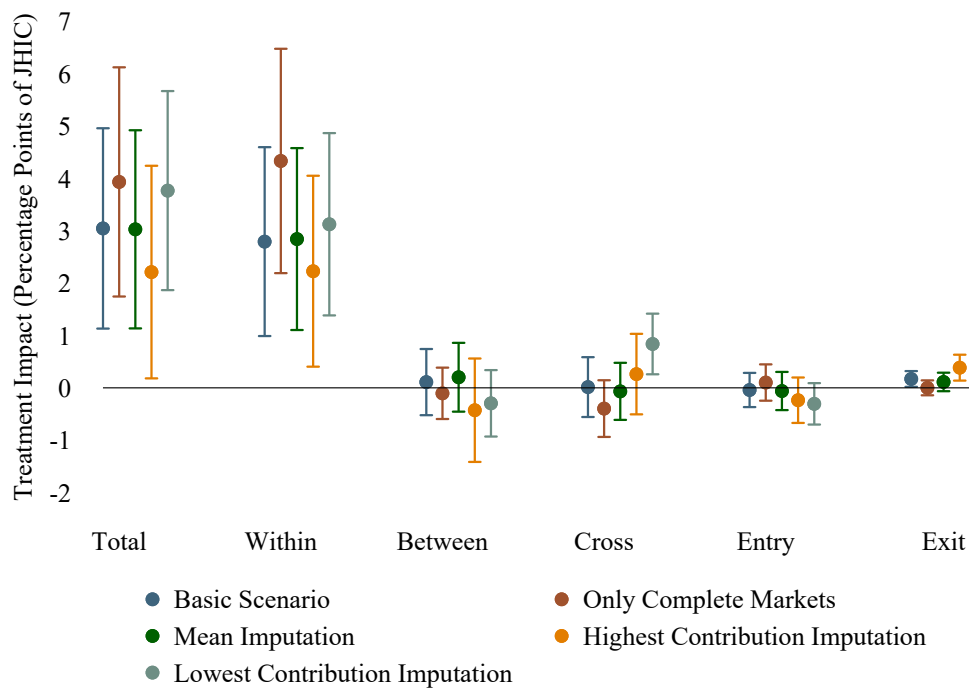 Treatment Impact (Percentage Points of JHIC)
7
6
5
4
3
2
1
0
-1
-2
Total Within Between Cross Entry Exit
Basic Scenario Only Complete Markets
Mean Imputation Highest Contribution Imputation
Lowest Contribution Imputation